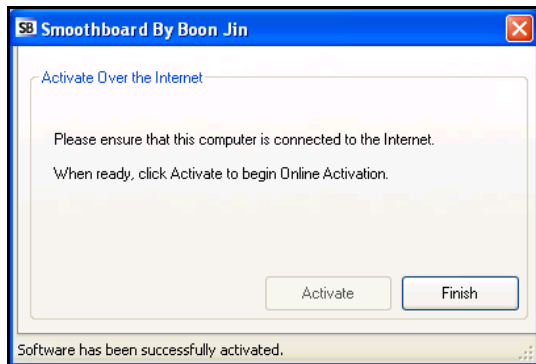 SB Smoothboard By Boon Jin
Activate Over the Internet
Please ensure that this computer is connected to the Internet.
When ready, click Activate to begin Online Activation.
Activate Finish
Software has been successfully activated.